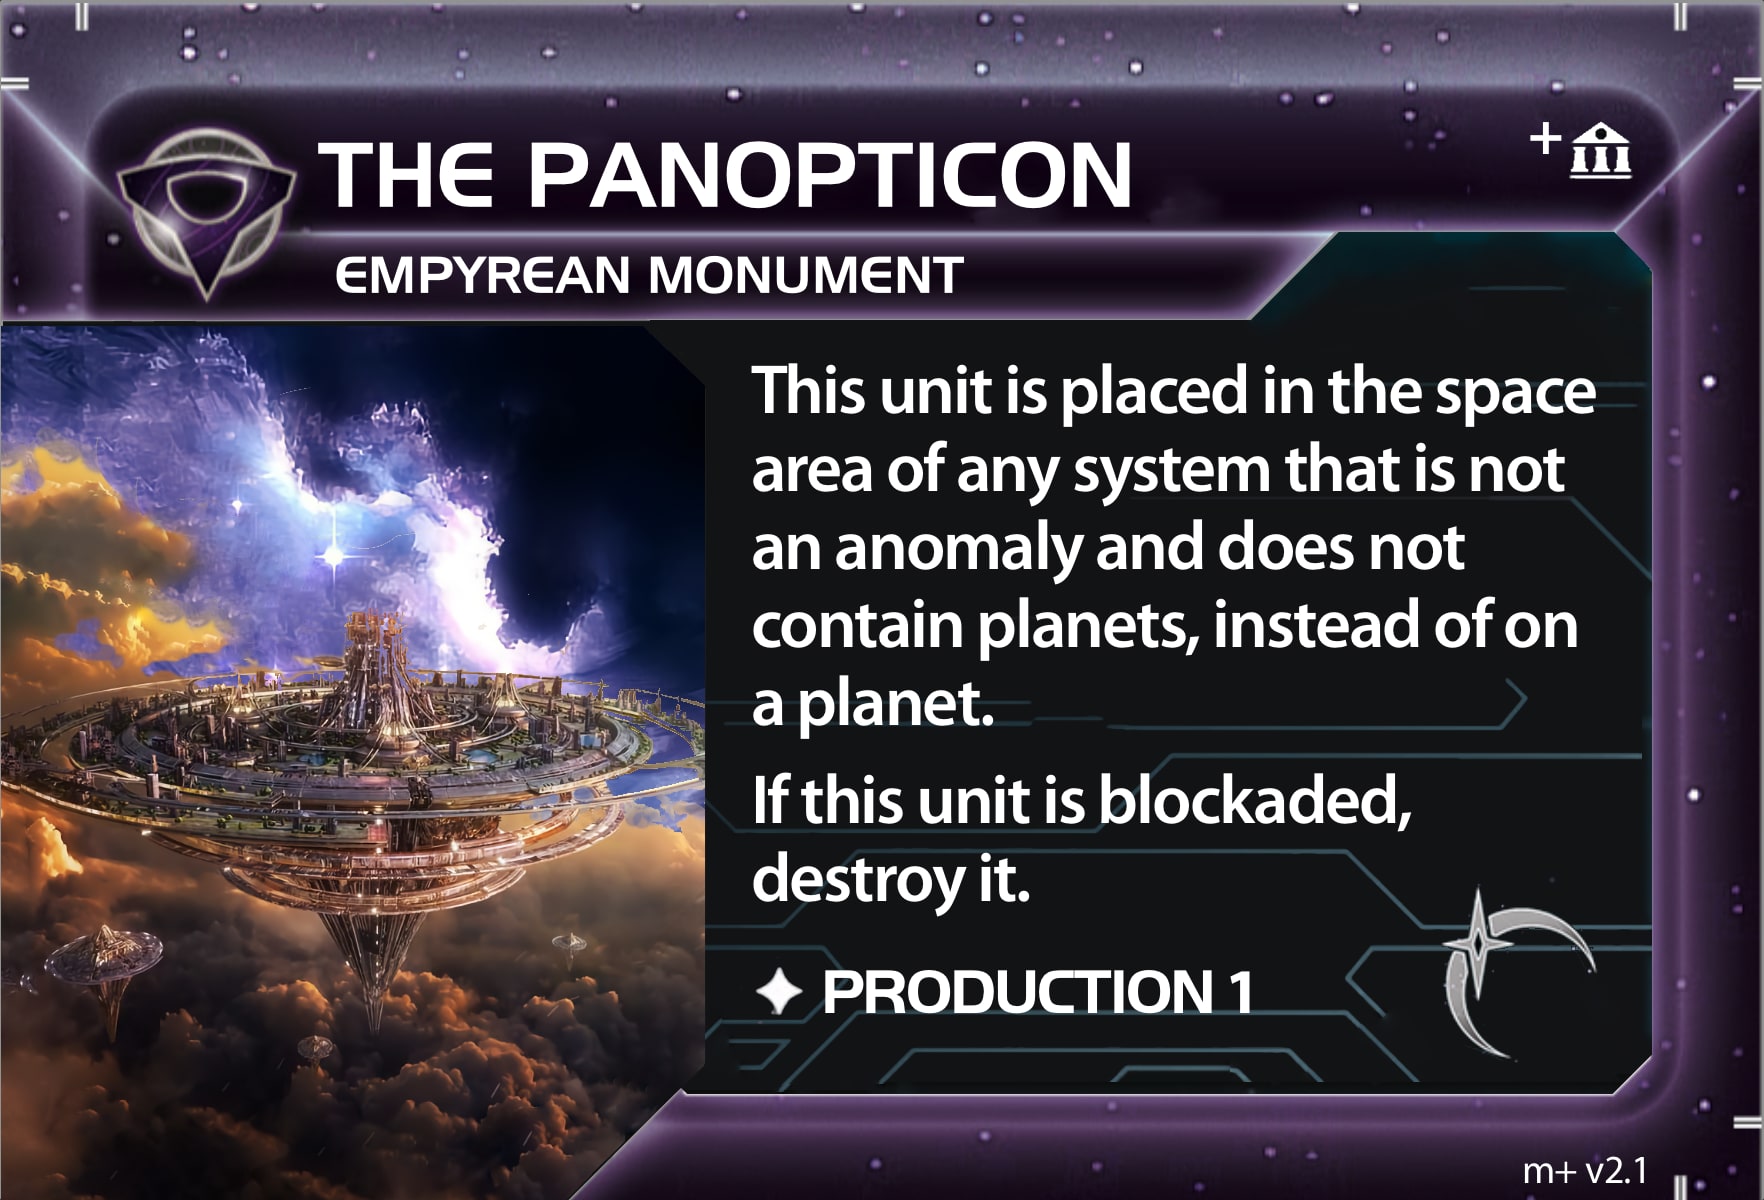 THE PANOPTICON
+
EMPYREAN MONUMENT
This unit is placed in the space
area of any system that is not
an anomaly and does not
contain planets, instead of on
a planet.
If this unit is blockaded,
destroy it.
PRODUCTION 1
m+ v2.1